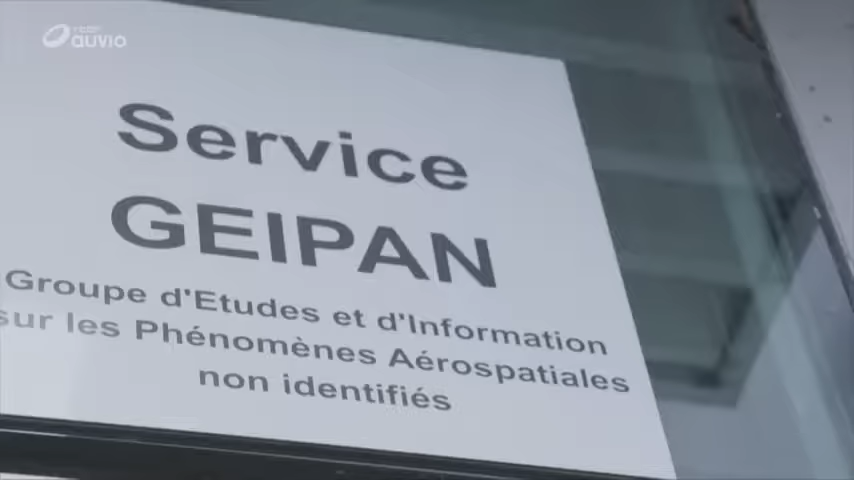 auvio
Service
GEIPAN
Groupe d'Etudes et d'Information
sur les Phénomènes Aérospatiales
non identifiés